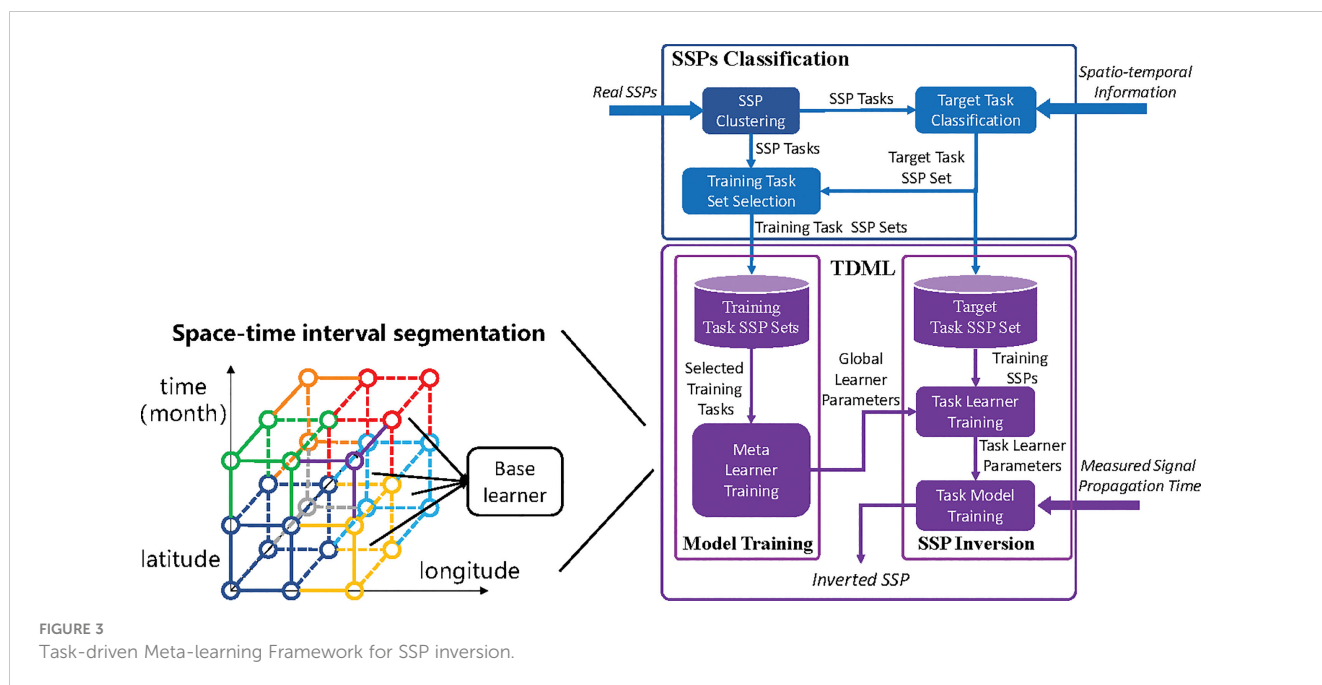 SSPs Classification
Real SSPs
Spatio-temporal
Information
SSP
Clustering
SSP Tasks
Target Task
Classification
SSP Tasks
Target Task
SSP Set
Training Task
Set Selection
Training Task SSP Sets
TDML
Training
Task SSP Sets
Target
Task SSP Set
Space-time interval segmentation
time
(month)
Selected
Training
Tasks
Global
Learner
Parameters
Training
SSPs
Task Learner
Training
Meta
Learner
Training
Task Learner
Parameters
Base
learner
Measured Signal
Propagation Time
Task Model
Training
latitude
longitude
Model Training
SSP Inversion
Inverted SSP
FIGURE 3
Task-driven Meta-learning Framework for SSP inversion.